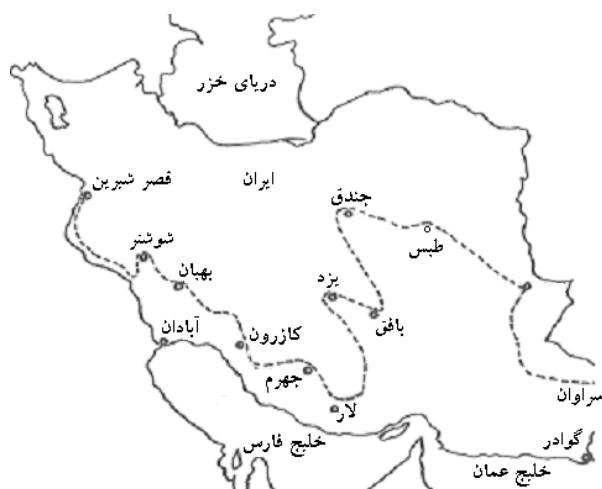 دریای خزر
ایران
قصر شیرین
جندق
طبس
شوشتر
بهبان
یزد
بافق
آبادان
کازرون
جهرم
لار
سراوان
گوادر
خلیج فارس
خلیج عمان